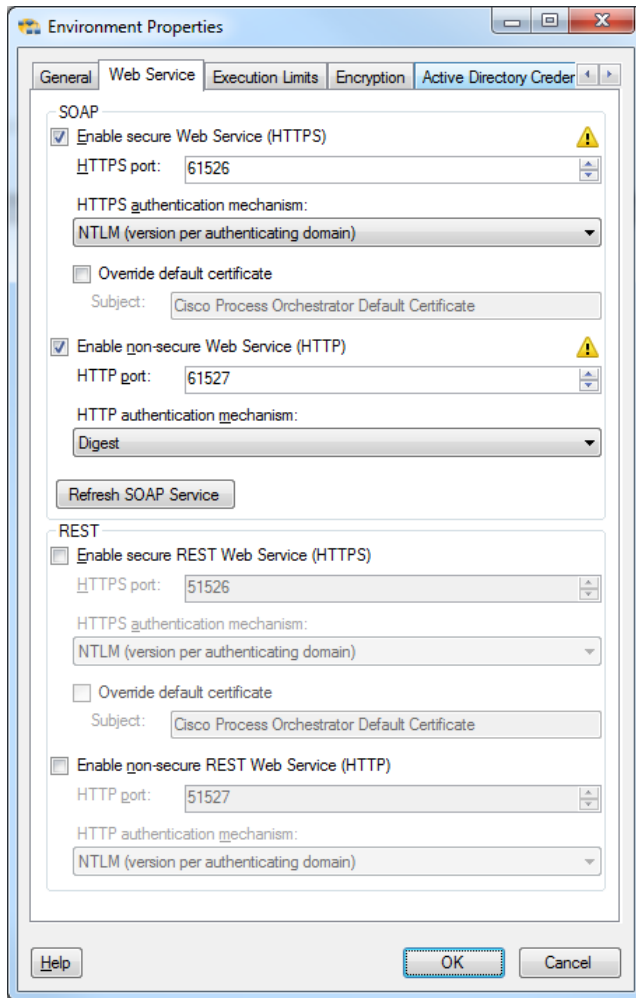 Environment Properties
General Web Service Execution Limits Encryption Active Directory Creder
SOAP
Enable secure Web Service (HTTPS)
HTTPS port: 61526
HTTPS authentication mechanism:
NTLM (version per authenticating domain)
Override default certificate
Subject: Cisco Process Orchestrator Default Certificate
Enable non-secure Web Service (HTTP)
HTTP port: 61527
HTTP authentication mechanism:
Digest
Refresh SOAP Service
REST
Enable secure REST Web Service (HTTPS)
HTTPS port: 51526
HTTPS authentication mechanism:
NTLM (version per authenticating domain)
Override default certificate
Subject: Cisco Process Orchestrator Default Certificate
Enable non-secure REST Web Service (HTTP)
HTTP port: 51527
HTTP authentication mechanism:
NTLM (version per authenticating domain)
Help OK Cancel